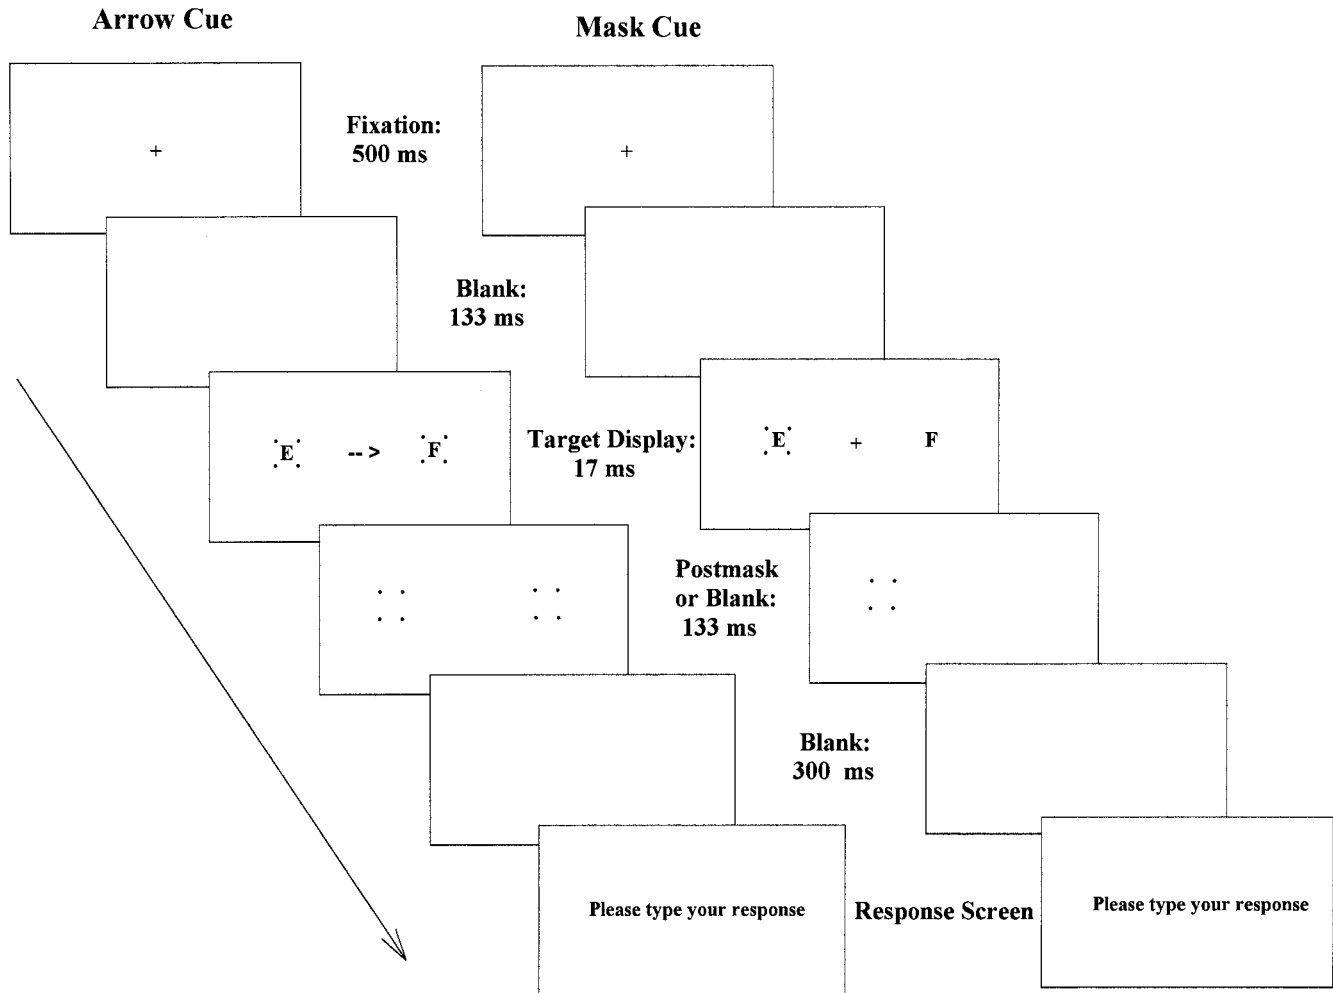 Arrow Cue
Mask Cue
Fixation:
500 ms
+
+
Blank:
133 ms
E -- > F
Target Display:
17 ms
E + F
Postmask
or Blank:
133 ms
Blank:
300 ms
Please type your response
Response Screen
Please type your response